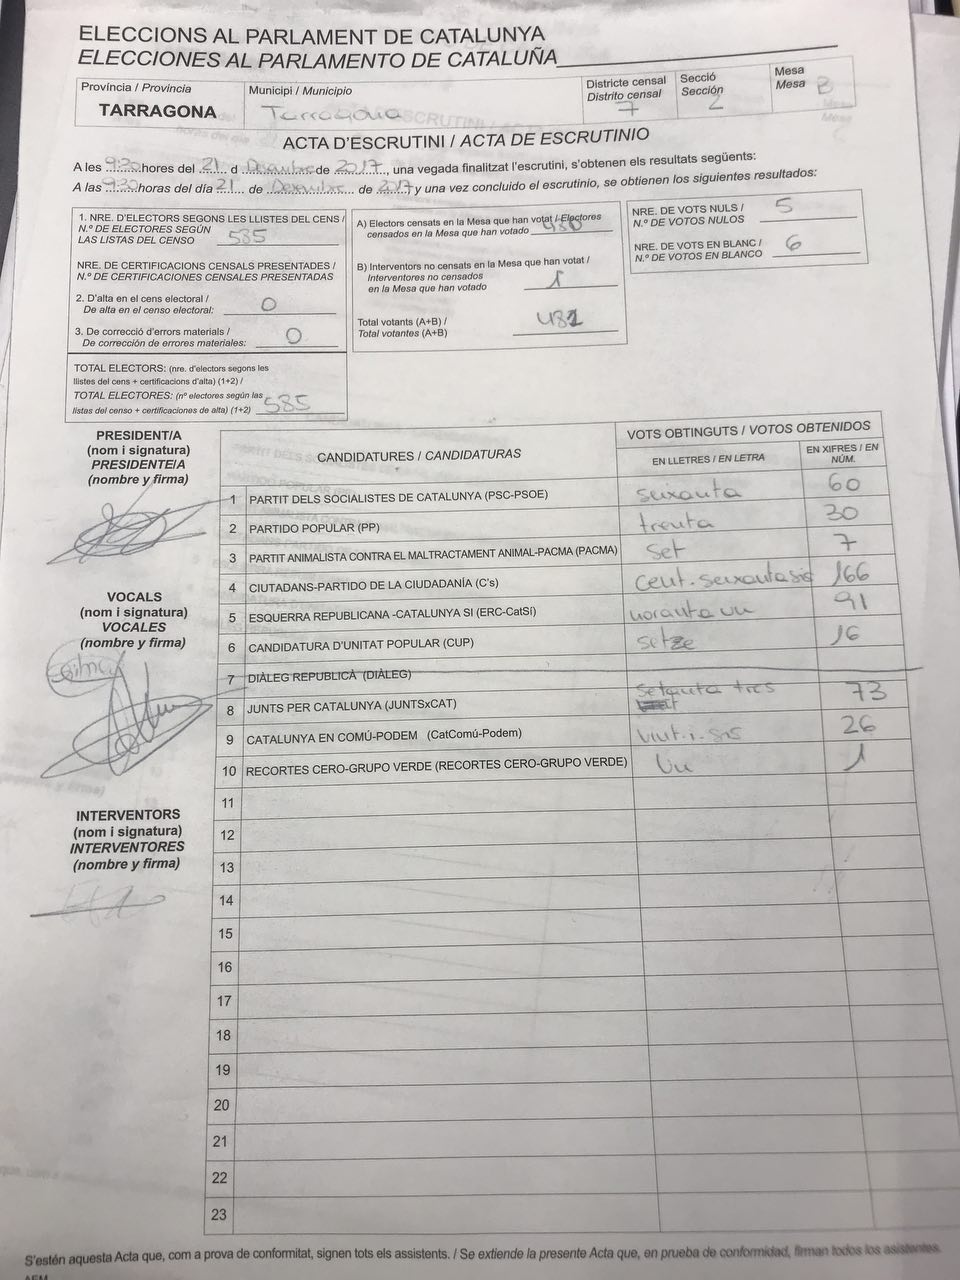 ELECCIONS AL PARLAMENT DE CATALUNYA
ELECCIONES AL PARLAMENTO DE CATALUÑA
Província / Provincia
TARRAGONA
Municipi / Municipio
Tarragona
Districte censal
Distrito censal
7
Secció
Sección
2
Mesa
Mesa B
ACTA D'ESCRUTINI / ACTA DE ESCRUTINIO
A les 9:30 hores del 21 d Desembre de 2017, una vegada finalitzat l'escrutini, s'obtenen els resultats següents:
A las 9:30 horas del día 21 de Desembre de 2017 y una vez concluido el escrutinio, se obtienen los siguientes resultados:
1. NRE. D'ELECTORS SEGONS LES LLISTES DEL CENS /
N.º DE ELECTORES SEGÚN
LAS LISTAS DEL CENSO 585
NRE. DE CERTIFICACIONS CENSALS PRESENTADES /
N.º DE CERTIFICACIONES CENSALES PRESENTADAS
2. D'alta en el cens electoral /
De alta en el censo electoral: 0
3. De correcció d'errors materials /
De corrección de errores materiales: 0
TOTAL ELECTORS: (nre. d'electors segons les
llistes del cens + certificacions d'alta) (1+2) /
TOTAL ELECTORES: (nº electores según las
listas del censo + certificaciones de alta) (1+2) 585
A) Electors censats en la Mesa que han votat / Electores
censados en la Mesa que han votado 480
B) Interventors no censats en la Mesa que han votat /
Interventores no censados
en la Mesa que han votado 1
Total votants (A+B) /
Total votantes (A+B) 481
NRE. DE VOTS NULS /
N.º DE VOTOS NULOS 5
NRE. DE VOTS EN BLANC /
N.º DE VOTOS EN BLANCO 6
PRESIDENT/A
(nom i signatura)
PRESIDENTE/A
(nombre y firma)
VOCALS
(nom i signatura)
VOCALES
(nombre y firma)
INTERVENTORS
(nom i signatura)
INTERVENTORES
(nombre y firma)
CANDIDATURES / CANDIDATURAS
VOTS OBTINGUTS / VOTOS OBTENIDOS
EN LLETRES / EN LETRA
EN XIFRES / EN
NÚM.
1 PARTIT DELS SOCIALISTES DE CATALUNYA (PSC-PSOE) seixanta 60
2 PARTIDO POPULAR (PP) trenta 30
3 PARTIT ANIMALISTA CONTRA EL MALTRACTAMENT ANIMAL-PACMA (PACMA) set 7
4 CIUTADANS-PARTIDO DE LA CIUDADANÍA (C's) cent-seixantasis 166
5 ESQUERRA REPUBLICANA -CATALUNYA SI (ERC-CatSí) noranta un 91
6 CANDIDATURA D'UNITAT POPULAR (CUP) setze 16
7 DIÀLEG REPUBLICÀ (DIÀLEG)
8 JUNTS PER CATALUNYA (JUNTSxCAT) setanta tres 73
9 CATALUNYA EN COMÚ-PODEM (CatComú-Podem) vint-i-sis 26
10 RECORTES CERO-GRUPO VERDE (RECORTES CERO-GRUPO VERDE) Un 1
11
12
13
14
15
16
17
18
19
20
21
22
23
S'estén aquesta Acta que, com a prova de conformitat, signen tots els assistents. / Se extiende la presente Acta que, en prueba de conformidad, firman todos los asistentes.